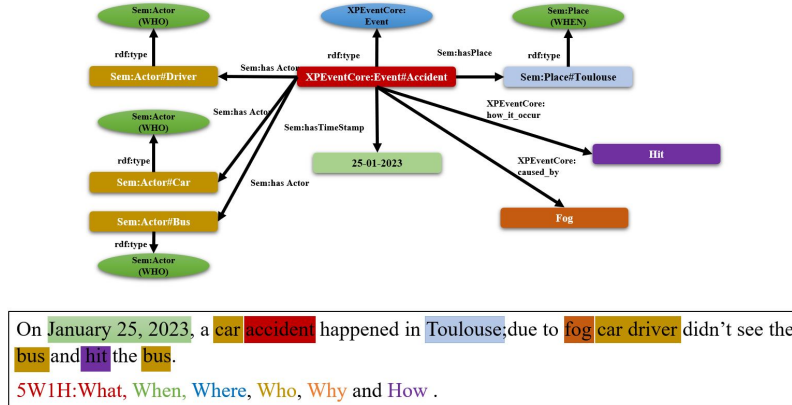 Sem:Actor
(WHO)
XPEventCore:
Event
Sem:Place
(WHEN)
rdf:type
rdf:type
rdf:type
Sem:has Actor
Sem:hasPlace
Sem:Actor#Driver
XPEventCore:Event#Accident
Sem:Place#Toulouse
Sem:Actor
(WHO)
Sem:has Actor
XPEventCore:
how_it_occur
Sem:hasTimeStamp
rdf:type
25-01-2023
Hit
XPEventCore:
caused_by
Sem:Actor#Car
Sem:has Actor
Sem:Actor#Bus
Fog
rdf:type
Sem:Actor
(WHO)
On January 25, 2023, a car accident happened in Toulouse;due to fog car driver didn't see the
bus and hit the bus.
5W1H:What, When, Where, Who, Why and How .